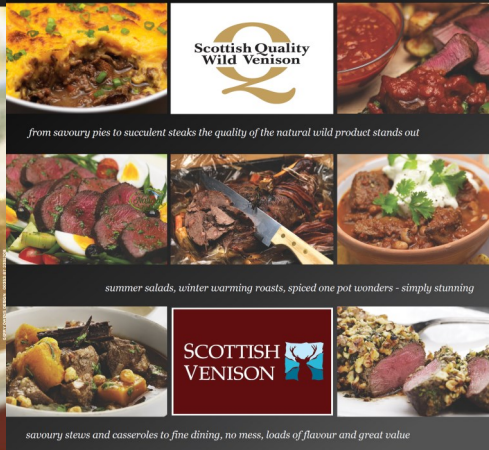 Scottish Quality
Wild Venison
from savoury pies to succulent steaks the quality of the natural wild product stands out
summer salads, winter warming roasts, spiced one pot wonders - simply stunning
SCOTTISH
VENISON
savoury stews and casseroles to fine dining, no mess, loads of flavour and great value